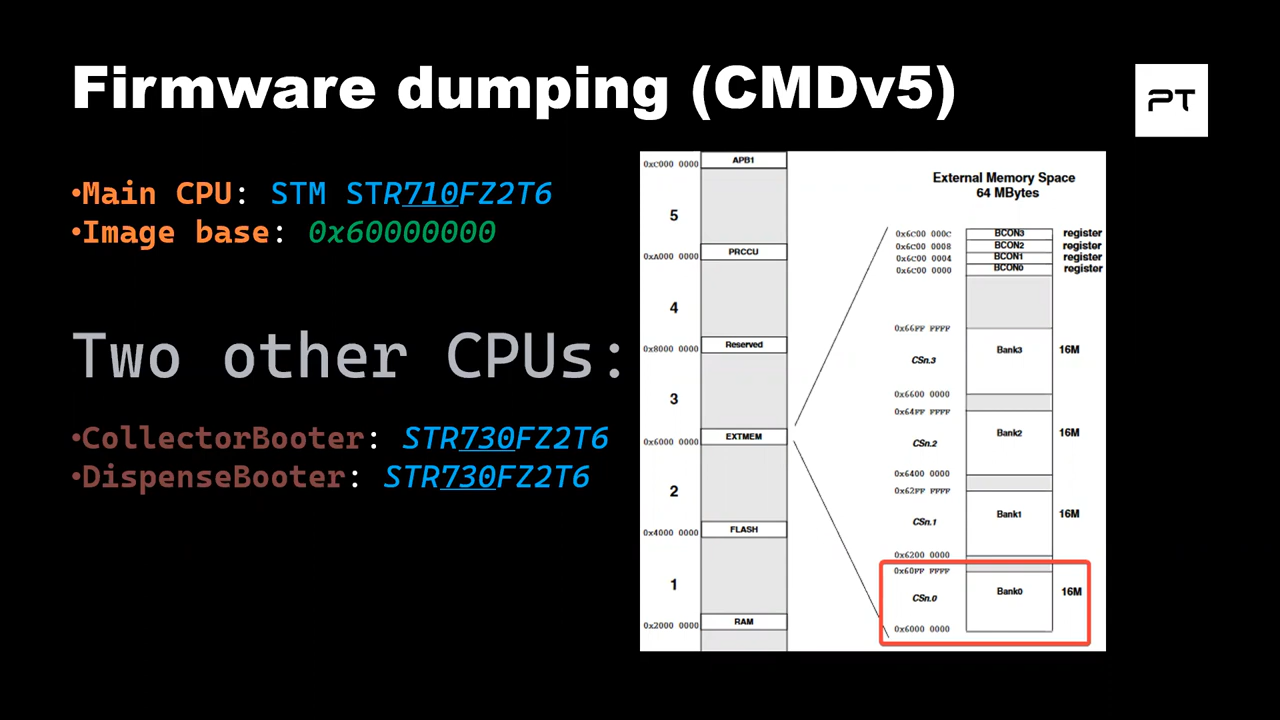 Firmware dumping (CMDv5)
PT
•Main CPU: STM STR710FZ2T6
•Image base: 0x60000000
Two other CPUs:
•CollectorBooter: STR730FZ2T6
•DispenseBooter: STR730FZ2T6
0xC000 0000 APB1
5
0xA000 0000 PRCCU
4
0x8000 0000 Reserved
3
0x6000 0000 EXTMEM
2
0x4000 0000 FLASH
1
0x2000 0000 RAM
External Memory Space
64 MBytes
0x6C00 000C BCON3 register
0x6C00 0008 BCON2 register
0x6C00 0004 BCON1 register
0x6C00 0000 BCON0 register
0x66FF FFFF
CSn.3 Bank3 16M
0x6600 0000
0x64FF FFFF
CSn.2 Bank2 16M
0x6400 0000
0x62FF FFFF
CSn.1 Bank1 16M
0x6200 0000
0x60FF FFFF
CSn.0 Bank0 16M
0x6000 0000